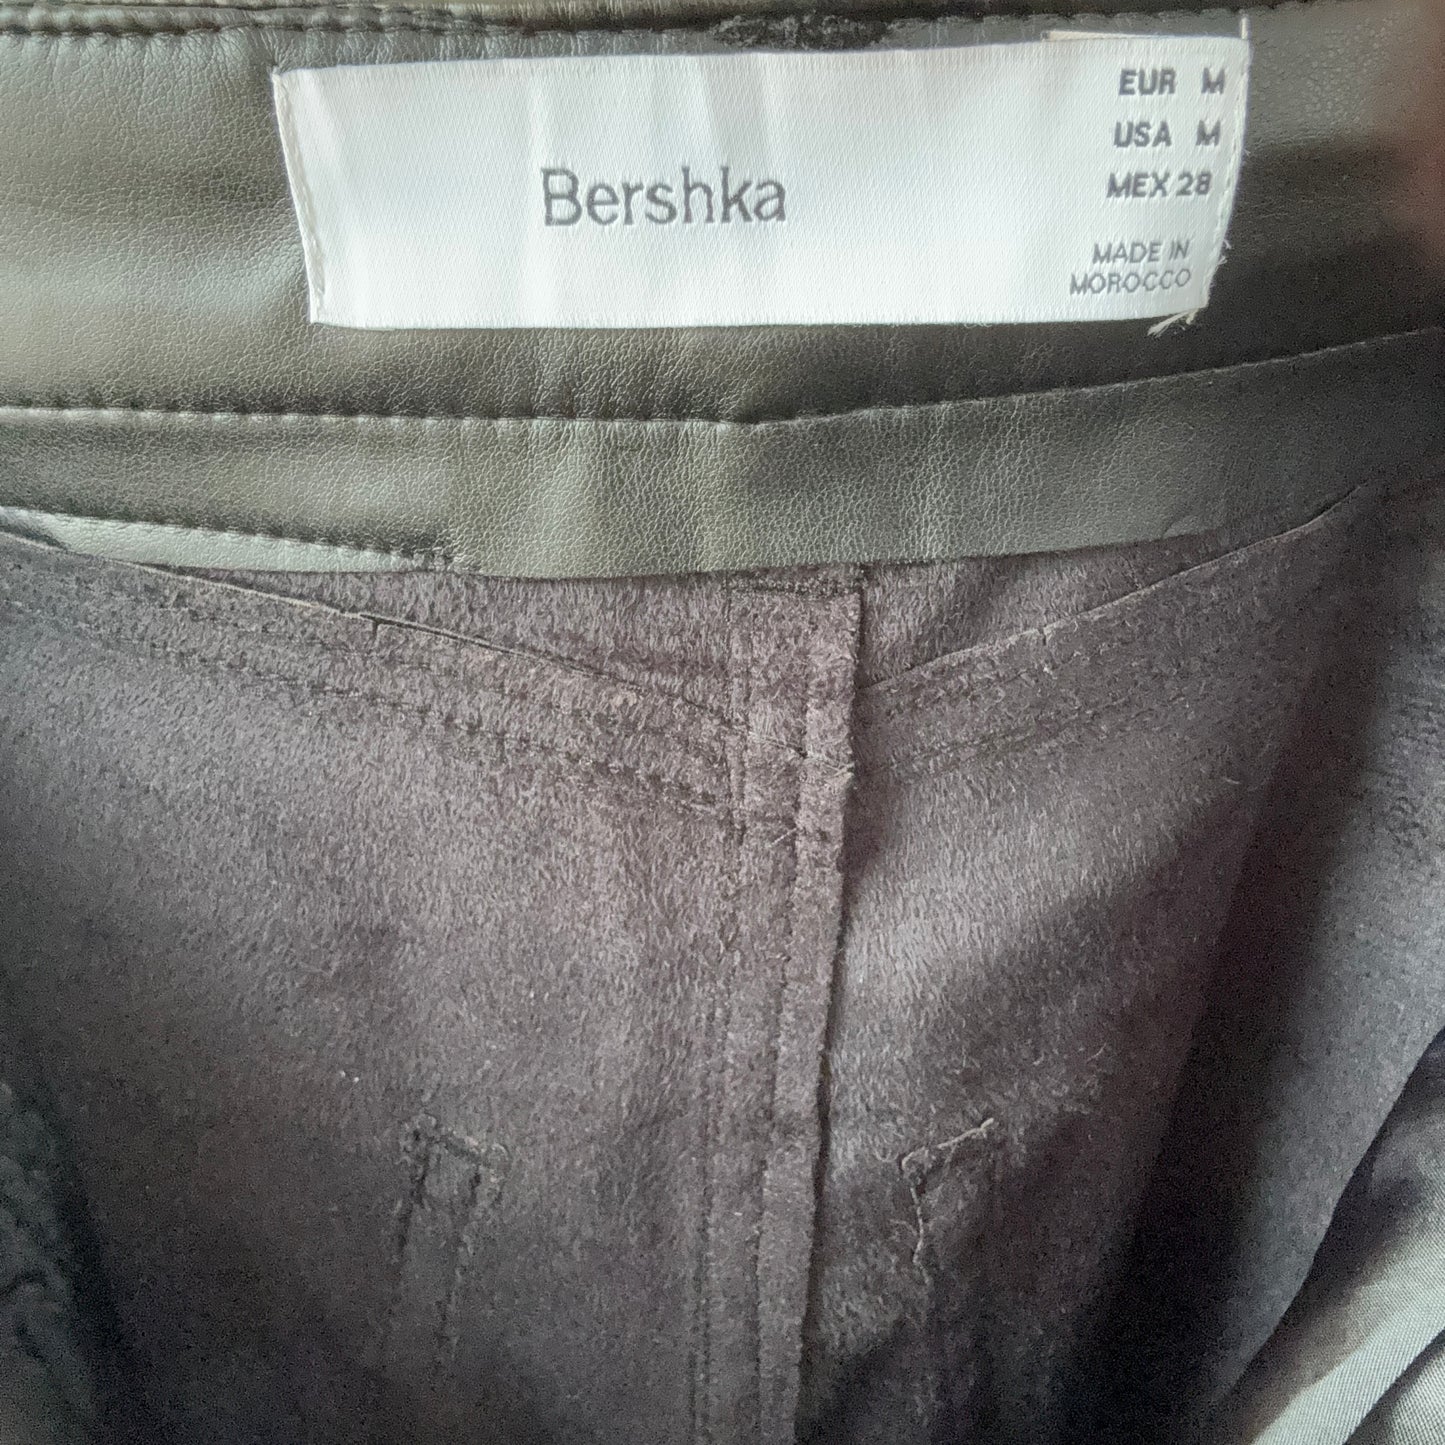 Bershka
EUR M
USA M
MEX 28
MADE IN
MOROCCO